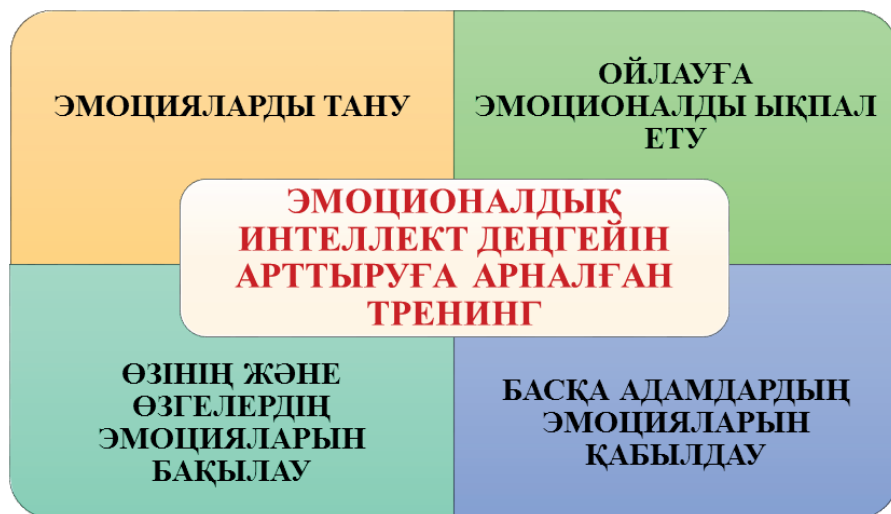 ЭМОЦИЯЛАРДЫ ТАНУ
ОЙЛАУҒА
ЭМОЦИОНАЛДЫ ЫҚПАЛ
ЕТУ
ЭМОЦИОНАЛДЫҚ
ИНТЕЛЛЕКТ ДЕҢГЕЙІН
АРТТЫРУҒА АРНАЛҒАН
ТРЕНИНГ
ӨЗІНІҢ ЖӘНЕ
ӨЗГЕЛЕРДІҢ
ЭМОЦИЯЛАРЫН
БАҚЫЛАУ
БАСҚА АДАМДАРДЫҢ
ЭМОЦИЯЛАРЫН
ҚАБЫЛДАУ